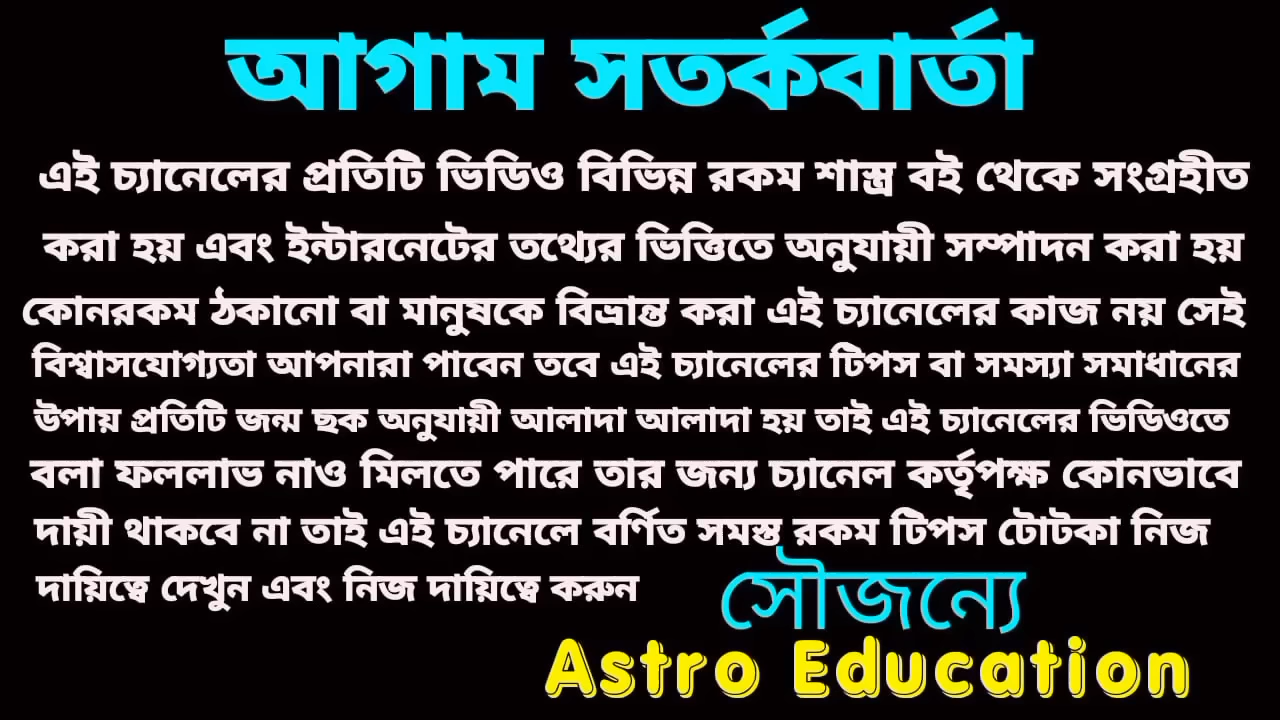 আগাম সতর্কবার্তা
এই চ্যানেলের প্রতিটি ভিডিও বিভিন্ন রকম শাস্ত্র বই থেকে সংগ্রহীত
করা হয় এবং ইন্টারনেটের তথ্যের ভিত্তিতে অনুযায়ী সম্পাদন করা হয়
কোনরকম ঠকানো বা মানুষকে বিভ্রান্ত করা এই চ্যানেলের কাজ নয় সেই
বিশ্বাসযোগ্যতা আপনারা পাবেন তবে এই চ্যানেলের টিপস বা সমস্যা সমাধানের
উপায় প্রতিটি জন্ম ছক অনুযায়ী আলাদা আলাদা হয় তাই এই চ্যানেলের ভিডিওতে
বলা ফললাভ নাও মিলতে পারে তার জন্য চ্যানেল কর্তৃপক্ষ কোনভাবে
দায়ী থাকবে না তাই এই চ্যানেলে বর্ণিত সমস্ত রকম টিপস টোটকা নিজ
দায়িত্বে দেখুন এবং নিজ দায়িত্বে করুন
সৌজন্যে
Astro Education